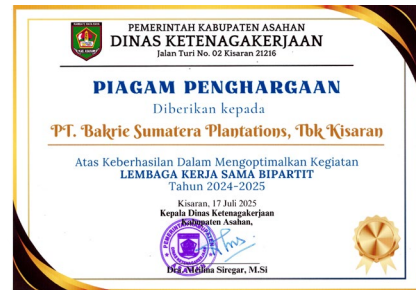 PEMERINTAH KABUPATEN ASAHAN
DINAS KETENAGAKERJAAN
Jalan Turi No. 02 Kisaran 21216
PIAGAM PENGHARGAAN
Diberikan kepada
PT. Bakrie Sumatera Plantations, Tbk Kisaran
Atas Keberhasilan Dalam Mengoptimalkan Kegiatan
LEMBAGA KERJA SAMA BIPARTIT
Tahun 2024-2025
Kisaran, 17 Juli 2025
Kepala Dinas Ketenagakerjaan
Kabupaten Asahan,
Dra. Meilina Siregar, M.Si